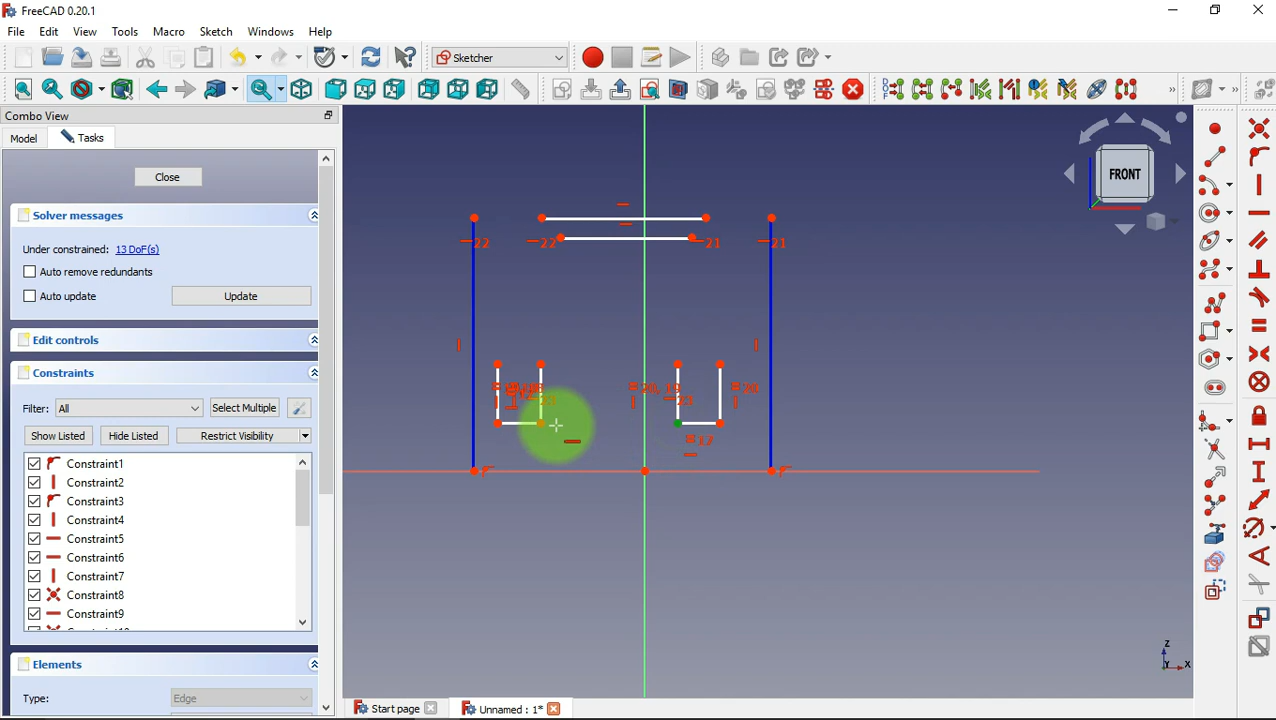 FreeCAD 0.20.1
File Edit View Tools Macro Sketch Windows Help
Sketcher
Combo View
Model Tasks
FRONT
Close
Solver messages
Under constrained: 13 DoF(s)
Auto remove redundants
Auto update Update
Edit controls
Constraints
Filter: All Select Multiple
Show Listed Hide Listed Restrict Visibility
Constraint1
Constraint2
Constraint3
Constraint4
Constraint5
Constraint6
Constraint7
Constraint8
Constraint9
Elements
Type: Edge
22 22 21 21
20, 19 20
23
17
Z
Y X
Start page Unnamed : 1*